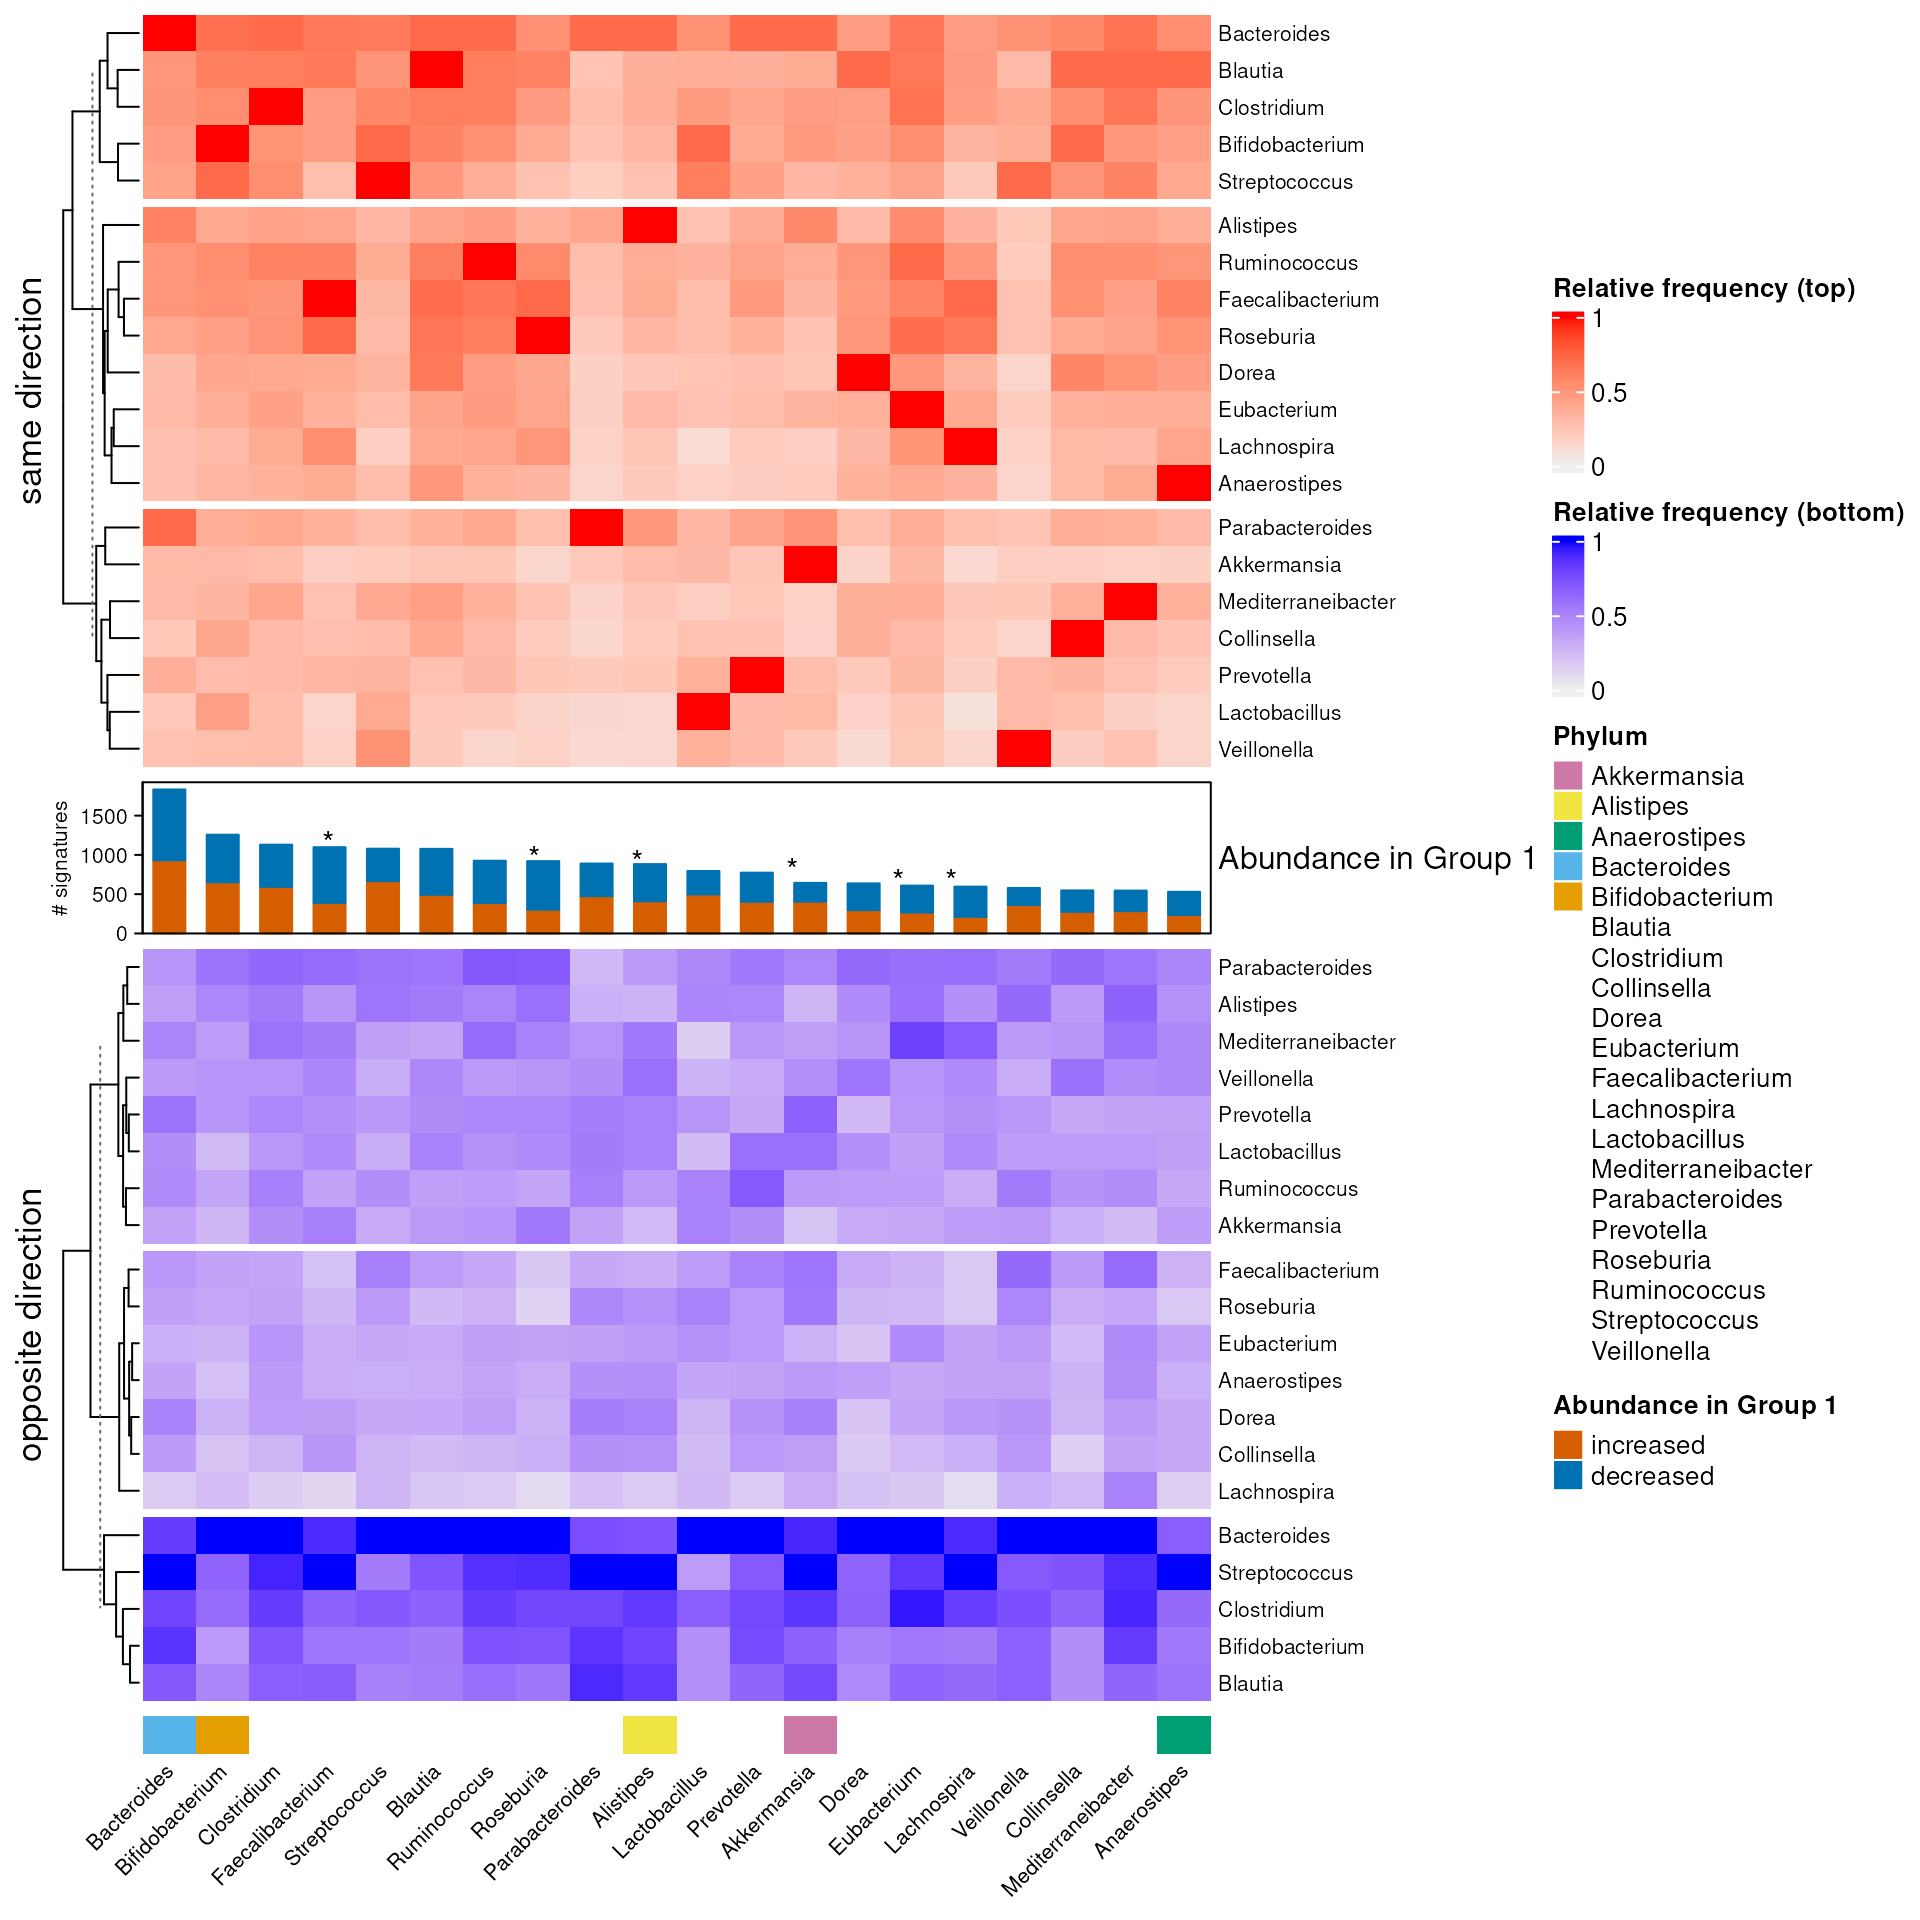 same direction
Bacteroides
Blautia
Clostridium
Bifidobacterium
Streptococcus
Alistipes
Ruminococcus
Faecalibacterium
Roseburia
Dorea
Eubacterium
Lachnospira
Anaerostipes
Parabacteroides
Akkermansia
Mediterraneibacter
Collinsella
Prevotella
Lactobacillus
Veillonella
# signatures
1500
1000
500
0
* * * * * *
Abundance in Group 1
opposite direction
Parabacteroides
Alistipes
Mediterraneibacter
Veillonella
Prevotella
Lactobacillus
Ruminococcus
Akkermansia
Faecalibacterium
Roseburia
Eubacterium
Anaerostipes
Dorea
Collinsella
Lachnospira
Bacteroides
Streptococcus
Clostridium
Bifidobacterium
Blautia
Bacteroides
Bifidobacterium
Clostridium
Faecalibacterium
Streptococcus
Blautia
Ruminococcus
Roseburia
Parabacteroides
Alistipes
Lactobacillus
Prevotella
Akkermansia
Dorea
Eubacterium
Lachnospira
Veillonella
Collinsella
Mediterraneibacter
Anaerostipes
Relative frequency (top)
1
0.5
0
Relative frequency (bottom)
1
0.5
0
Phylum
Akkermansia
Alistipes
Anaerostipes
Bacteroides
Bifidobacterium
Blautia
Clostridium
Collinsella
Dorea
Eubacterium
Faecalibacterium
Lachnospira
Lactobacillus
Mediterraneibacter
Parabacteroides
Prevotella
Roseburia
Ruminococcus
Streptococcus
Veillonella
Abundance in Group 1
increased
decreased